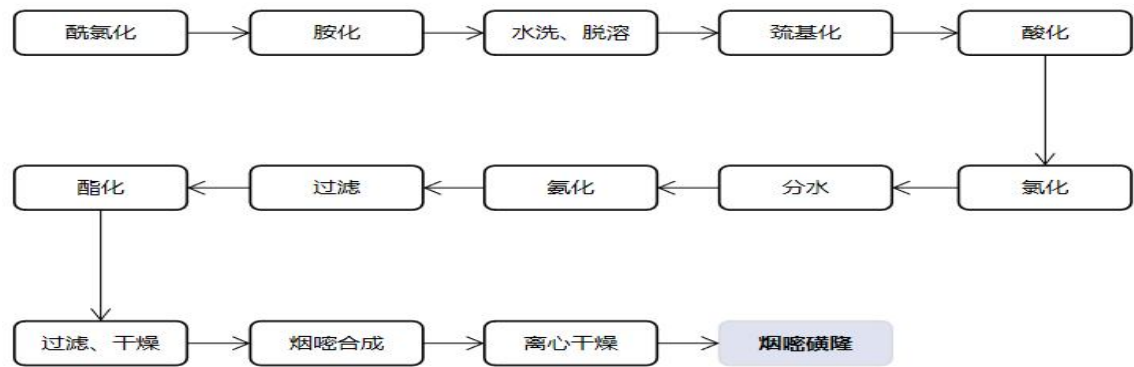 酰氯化
胺化
水洗、脱溶
巯基化
酸化
酯化
过滤
氨化
分水
氯化
过滤、干燥
烟嘧合成
离心干燥
烟嘧磺隆